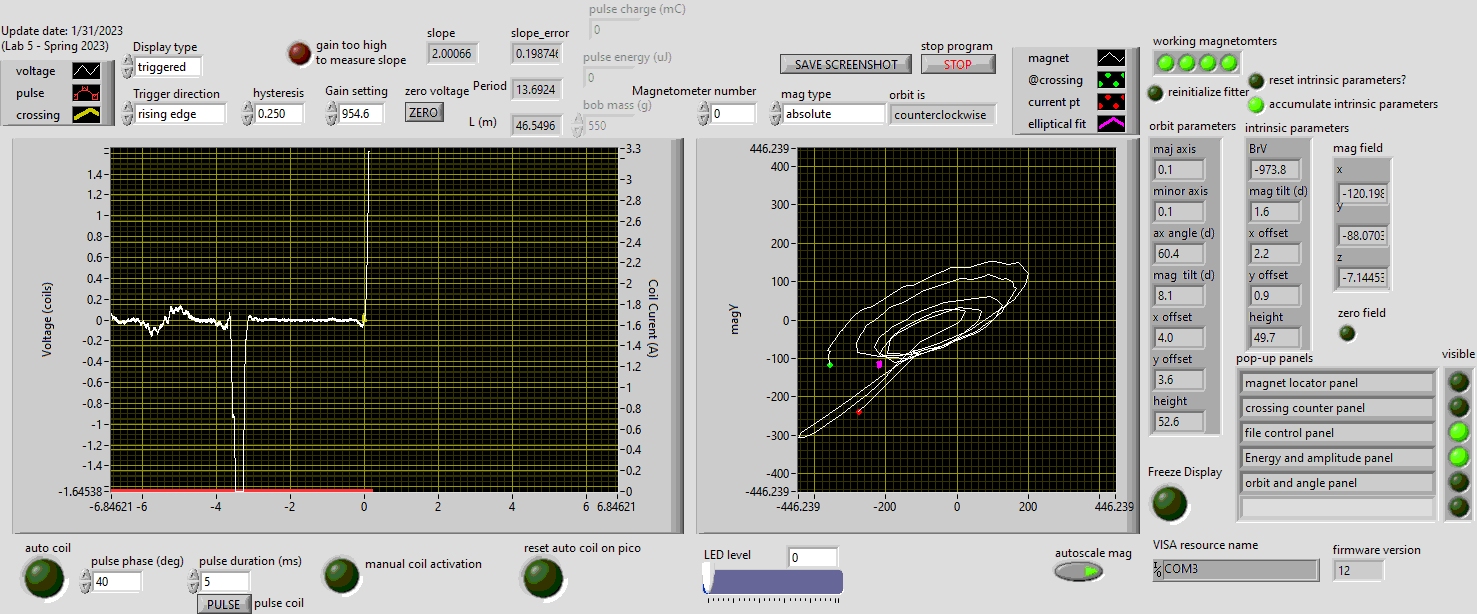 Update date: 1/31/2023
(Lab 5 - Spring 2023)
voltage
pulse
crossing
Display type
triggered
Trigger direction
rising edge
gain too high
to measure slope
hysteresis
0.250
Gain setting
954.6
zero voltage
ZERO
slope
2.00066
slope_error
0.198746
Period
13.6924
L (m)
46.5496
pulse charge (mC)
0
pulse energy (uJ)
0
bob mass (g)
550
Magnetometer number
0
SAVE SCREENSHOT
stop program
STOP
mag type
absolute
orbit is
counterclockwise
magnet
@crossing
current pt
elliptical fit
working magnetomters
reinitialize fitter
reset intrinsic parameters?
accumulate intrinsic parameters
orbit parameters
maj axis
0.1
minor axis
0.1
ax angle (d)
60.4
mag tilt (d)
8.1
x offset
4.0
y offset
3.6
height
52.6
intrinsic parameters
BrV
-973.8
mag tilt (d)
1.6
x offset
2.2
y offset
0.9
height
49.7
mag field
x
-120.198
y
-88.0703
z
-7.14453
zero field
Voltage (coils)
1.4
1.2
1
0.8
0.6
0.4
0.2
0
-0.2
-0.4
-0.6
-0.8
-1
-1.2
-1.4
-1.64538
-6.84621
-6
-4
-2
0
2
4
6
6.84621
3.3
3
2.8
2.6
2.4
2.2
2
1.8
1.6
1.4
1.2
1
0.8
0.6
0.4
0.2
0
Coil Curent (A)
magy
446.239
400
300
200
100
0
-100
-200
-300
-400
-446.239
-446.239
-200
0
200
446.239
pop-up panels
visible
magnet locator panel
crossing counter panel
file control panel
Energy and amplitude panel
orbit and angle panel
Freeze Display
auto coil
pulse phase (deg)
40
pulse duration (ms)
5
PULSE
pulse coil
manual coil activation
reset auto coil on pico
LED level
0
autoscale mag
VISA resource name
COM3
firmware version
12